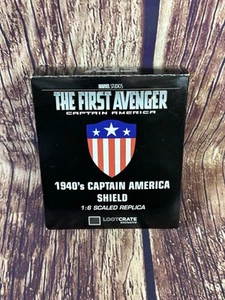 MARVEL STUDIOS
THE FIRST AVENGER
CAPTAIN AMERICA
1940's CAPTAIN AMERICA
SHIELD
1:6 SCALED REPLICA
LOOTCRATE